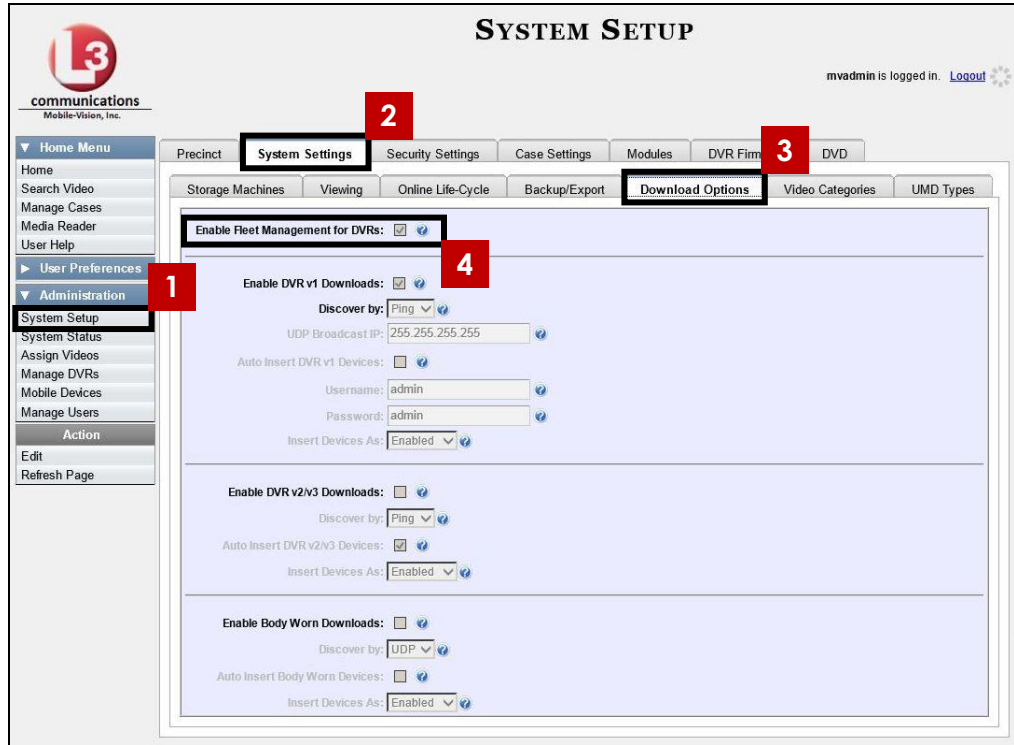 SYSTEM SETUP
L3
communications
Mobile-Vision, Inc.
mvadmin is logged in. Logout
2
3
Home Menu
Home
Search Video
Manage Cases
Media Reader
User Help
User Preferences
1
Administration
System Setup
System Status
Assign Videos
Manage DVRs
Mobile Devices
Manage Users
Action
Edit
Refresh Page
Precinct System Settings Security Settings Case Settings Modules DVR Firm DVD
Storage Machines Viewing Online Life-Cycle Backup/Export Download Options Video Categories UMD Types
Enable Fleet Management for DVRs:
4
Enable DVR v1 Downloads:
Discover by: Ping
UDP Broadcast IP: 255.255.255.255
Auto Insert DVR v1 Devices:
Username: admin
Password: admin
Insert Devices As: Enabled
Enable DVR v2/v3 Downloads:
Discover by: Ping
Auto Insert DVR v2/v3 Devices:
Insert Devices As: Enabled
Enable Body Worn Downloads:
Discover by: UDP
Auto Insert Body Worn Devices:
Insert Devices As: Enabled